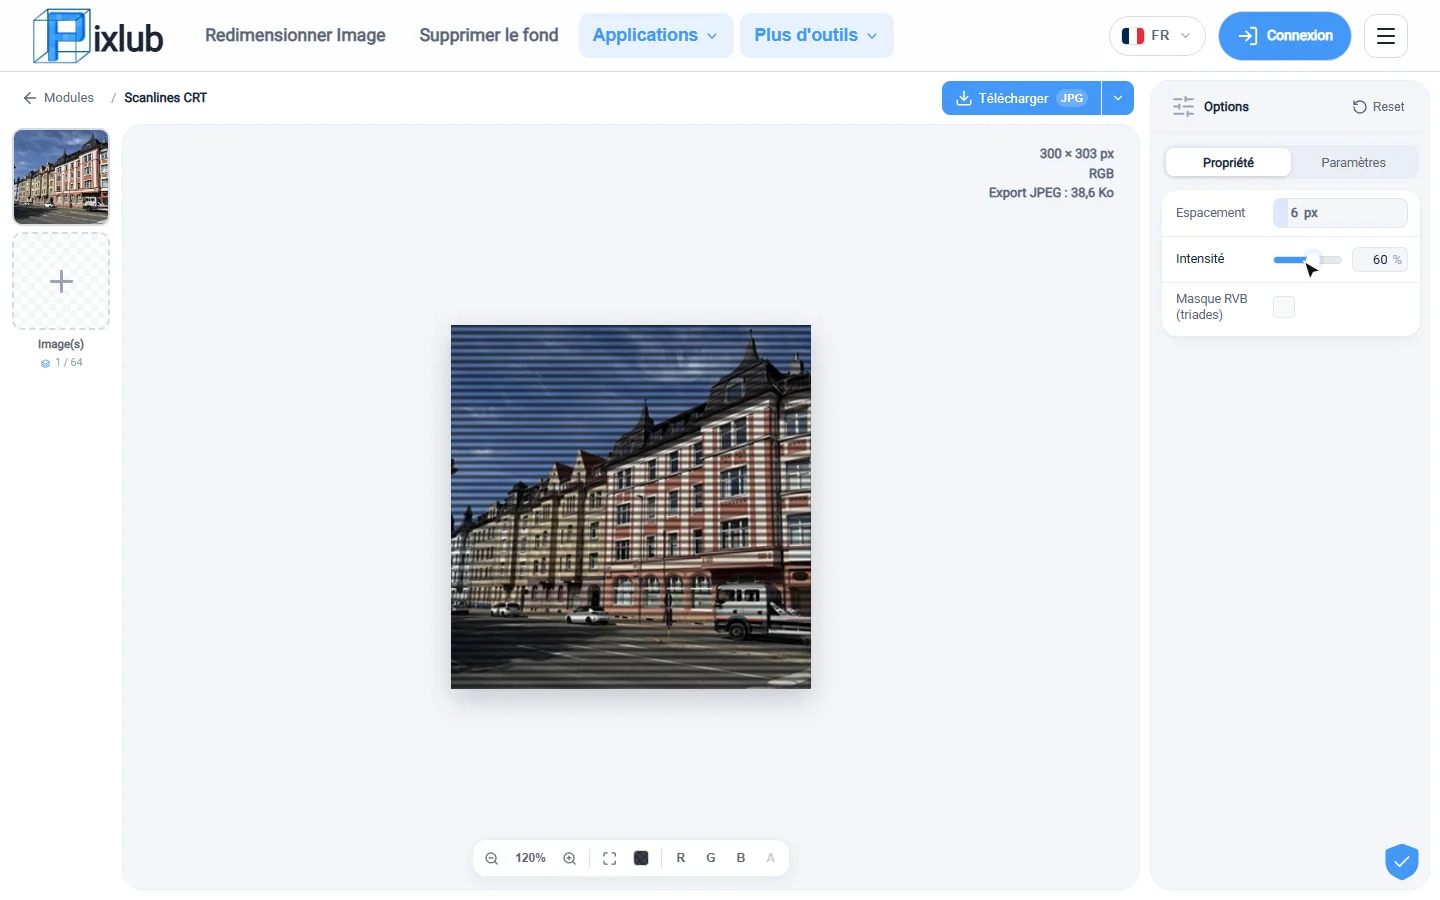 Pixlub
Redimensionner Image
Supprimer le fond
Applications
Plus d'outils
FR
Connexion
Modules / Scanlines CRT
Télécharger JPG
Options
Reset
300 × 303 px
RGB
Export JPEG : 38,6 Ko
Propriété
Paramètres
Espacement
6 px
Intensité
60 %
Masque RVB
(triades)
Image(s)
1 / 64
120%
R
G
B
A